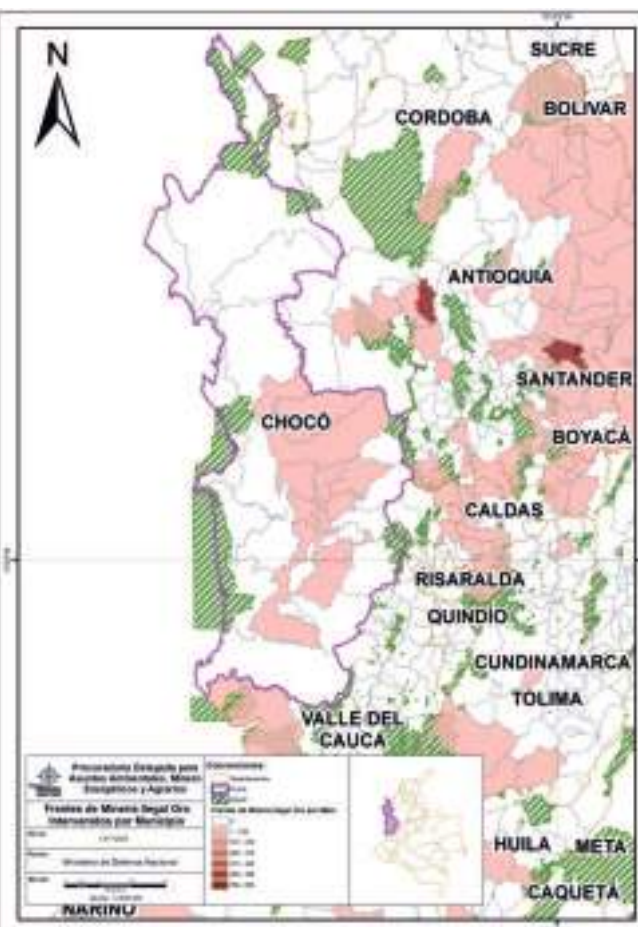 N
SUCRE
BOLIVAR
CORDOBA
ANTIOQUIA
SANTANDER
CHOCÓ
BOYACÁ
CALDAS
RISARALDA
QUINDIO
CUNDINAMARCA
TOLIMA
VALLE DEL
CAUCA
HUILA
META
CAQUETA
NARIÑO
Procuraduría Delegada para
Asuntos Ambientales, Minero
Energéticos y Agrarios
Frentes de Mineria Ilegal Oro
Intervenidos por Municipio
Ministerio de Defensa Nacional
Convenciones